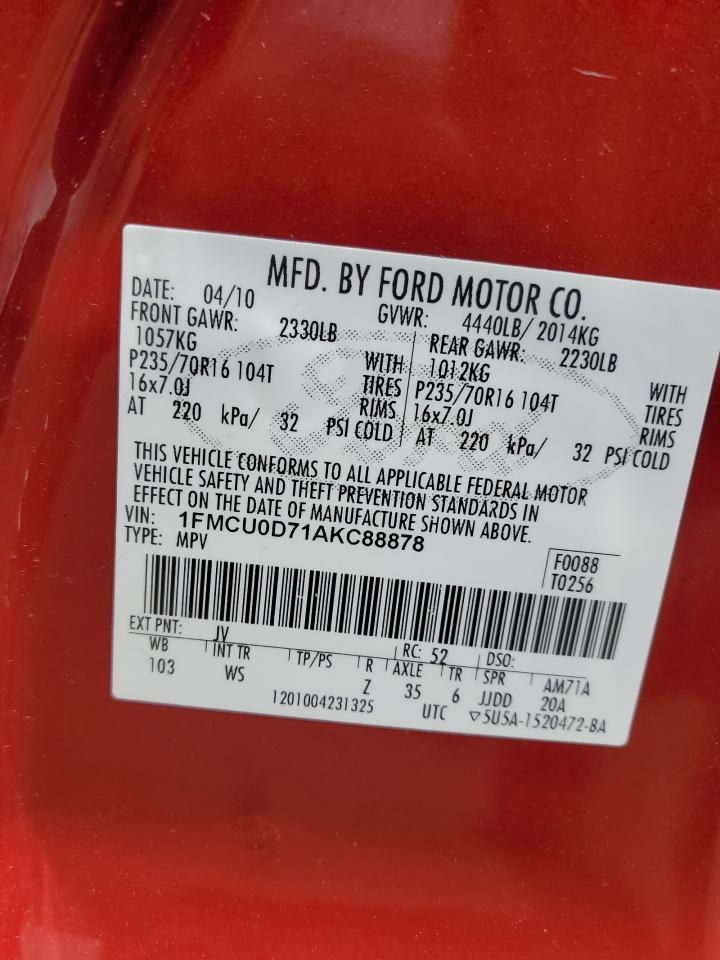 MFD. BY FORD MOTOR CO.
DATE: 04/10 GVWR: 4440LB/ 2014KG
FRONT GAWR: 2330LB
1057KG WITH
P235/70R16 104T TIRES
16x7.0J RIMS
AT 220 kPa/ 32 PSI COLD
REAR GAWR: 2230LB
1012KG WITH
P235/70R16 104T TIRES
16x7.0J RIMS
AT 220 kPa/ 32 PSI COLD
THIS VEHICLE CONFORMS TO ALL APPLICABLE FEDERAL MOTOR
VEHICLE SAFETY AND THEFT PREVENTION STANDARDS IN
EFFECT ON THE DATE OF MANUFACTURE SHOWN ABOVE.
VIN: 1FMCU0D71AKC88878
TYPE: MPV
F0088
T0256
EXT PNT: JV RC: 52 DSO:
WB INT TR TP/PS R AXLE TR SPR AM71A
103 WS Z 35 6 JJDD 20A
1201004231325 UTC ▽5U5A-1520472-BA